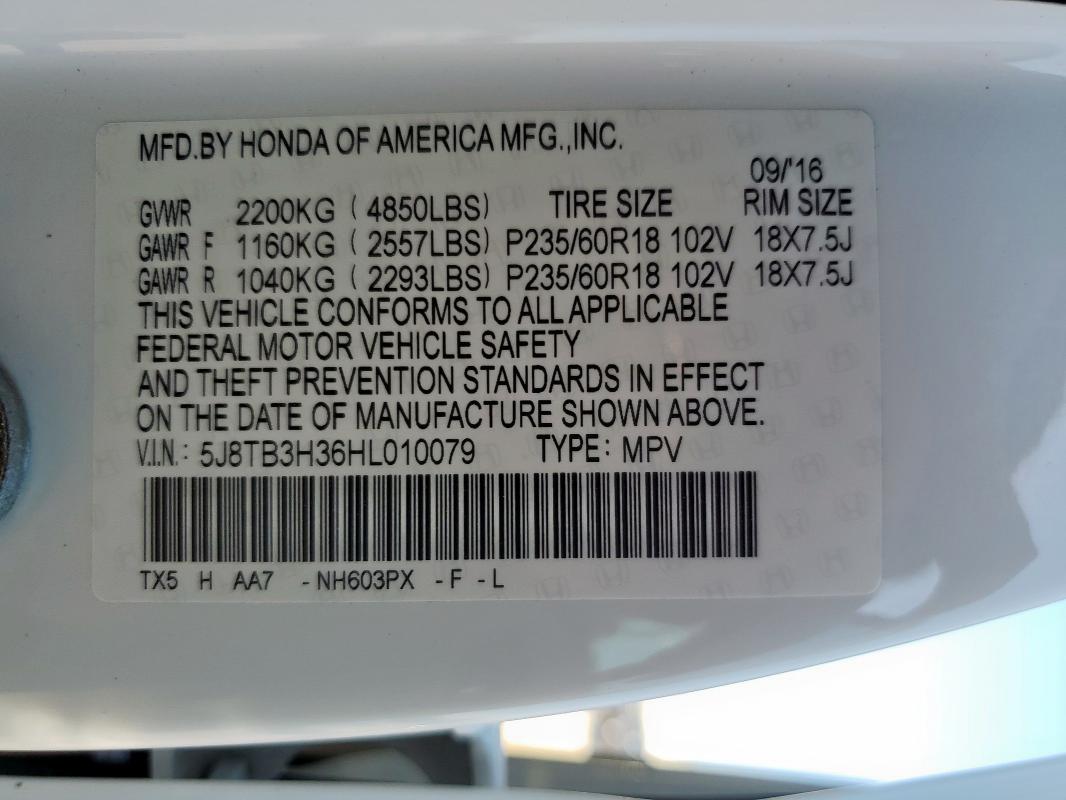 MFD.BY HONDA OF AMERICA MFG.,INC.
09/'16
GVWR 2200KG ( 4850LBS) TIRE SIZE RIM SIZE
GAWR F 1160KG ( 2557LBS) P235/60R18 102V 18X7.5J
GAWR R 1040KG ( 2293LBS) P235/60R18 102V 18X7.5J
THIS VEHICLE CONFORMS TO ALL APPLICABLE
FEDERAL MOTOR VEHICLE SAFETY
AND THEFT PREVENTION STANDARDS IN EFFECT
ON THE DATE OF MANUFACTURE SHOWN ABOVE.
V.I.N.: 5J8TB3H36HL010079 TYPE: MPV
TX5 H AA7 -NH603PX -F -L